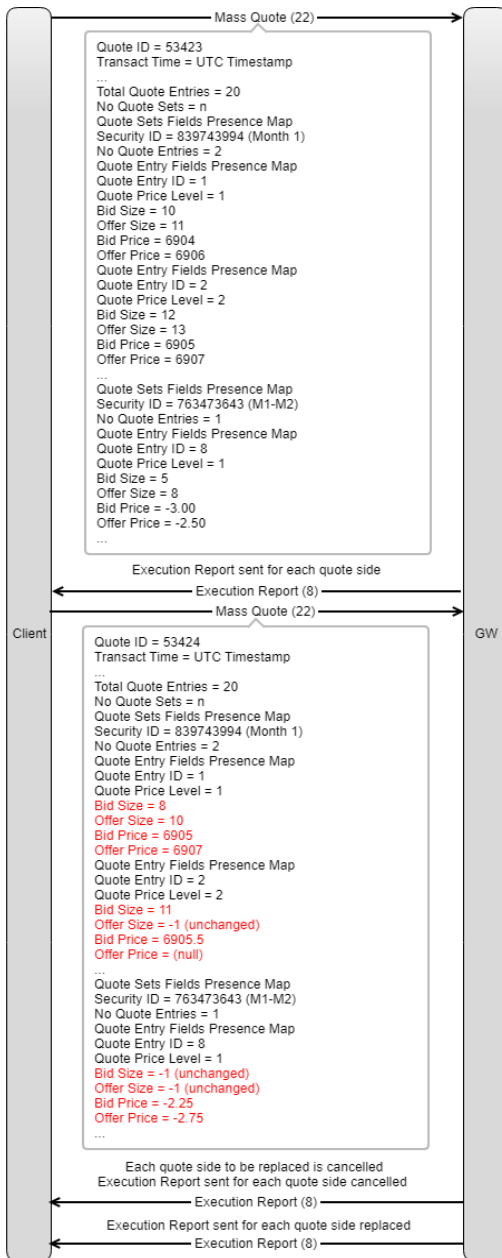 Mass Quote (22)
Quote ID = 53423
Transact Time = UTC Timestamp
...
Total Quote Entries = 20
No Quote Sets = n
Quote Sets Fields Presence Map
Security ID = 839743994 (Month 1)
No Quote Entries = 2
Quote Entry Fields Presence Map
Quote Entry ID = 1
Quote Price Level = 1
Bid Size = 10
Offer Size = 11
Bid Price = 6904
Offer Price = 6906
Quote Entry Fields Presence Map
Quote Entry ID = 2
Quote Price Level = 2
Bid Size = 12
Offer Size = 13
Bid Price = 6905
Offer Price = 6907
...
Quote Sets Fields Presence Map
Security ID = 763473643 (M1-M2)
No Quote Entries = 1
Quote Entry Fields Presence Map
Quote Entry ID = 8
Quote Price Level = 1
Bid Size = 5
Offer Size = 8
Bid Price = -3.00
Offer Price = -2.50
...
Execution Report sent for each quote side
Execution Report (8)
Mass Quote (22)
Client
GW
Quote ID = 53424
Transact Time = UTC Timestamp
...
Total Quote Entries = 20
No Quote Sets = n
Quote Sets Fields Presence Map
Security ID = 839743994 (Month 1)
No Quote Entries = 2
Quote Entry Fields Presence Map
Quote Entry ID = 1
Quote Price Level = 1
Bid Size = 8
Offer Size = 10
Bid Price = 6905
Offer Price = 6907
Quote Entry Fields Presence Map
Quote Entry ID = 2
Quote Price Level = 2
Bid Size = 11
Offer Size = -1 (unchanged)
Bid Price = 6905.5
Offer Price = (null)
...
Quote Sets Fields Presence Map
Security ID = 763473643 (M1-M2)
No Quote Entries = 1
Quote Entry Fields Presence Map
Quote Entry ID = 8
Quote Price Level = 1
Bid Size = -1 (unchanged)
Offer Size = -1 (unchanged)
Bid Price = -2.25
Offer Price = -2.75
...
Each quote side to be replaced is cancelled
Execution Report sent for each quote side cancelled
Execution Report (8)
Execution Report sent for each quote side replaced
Execution Report (8)